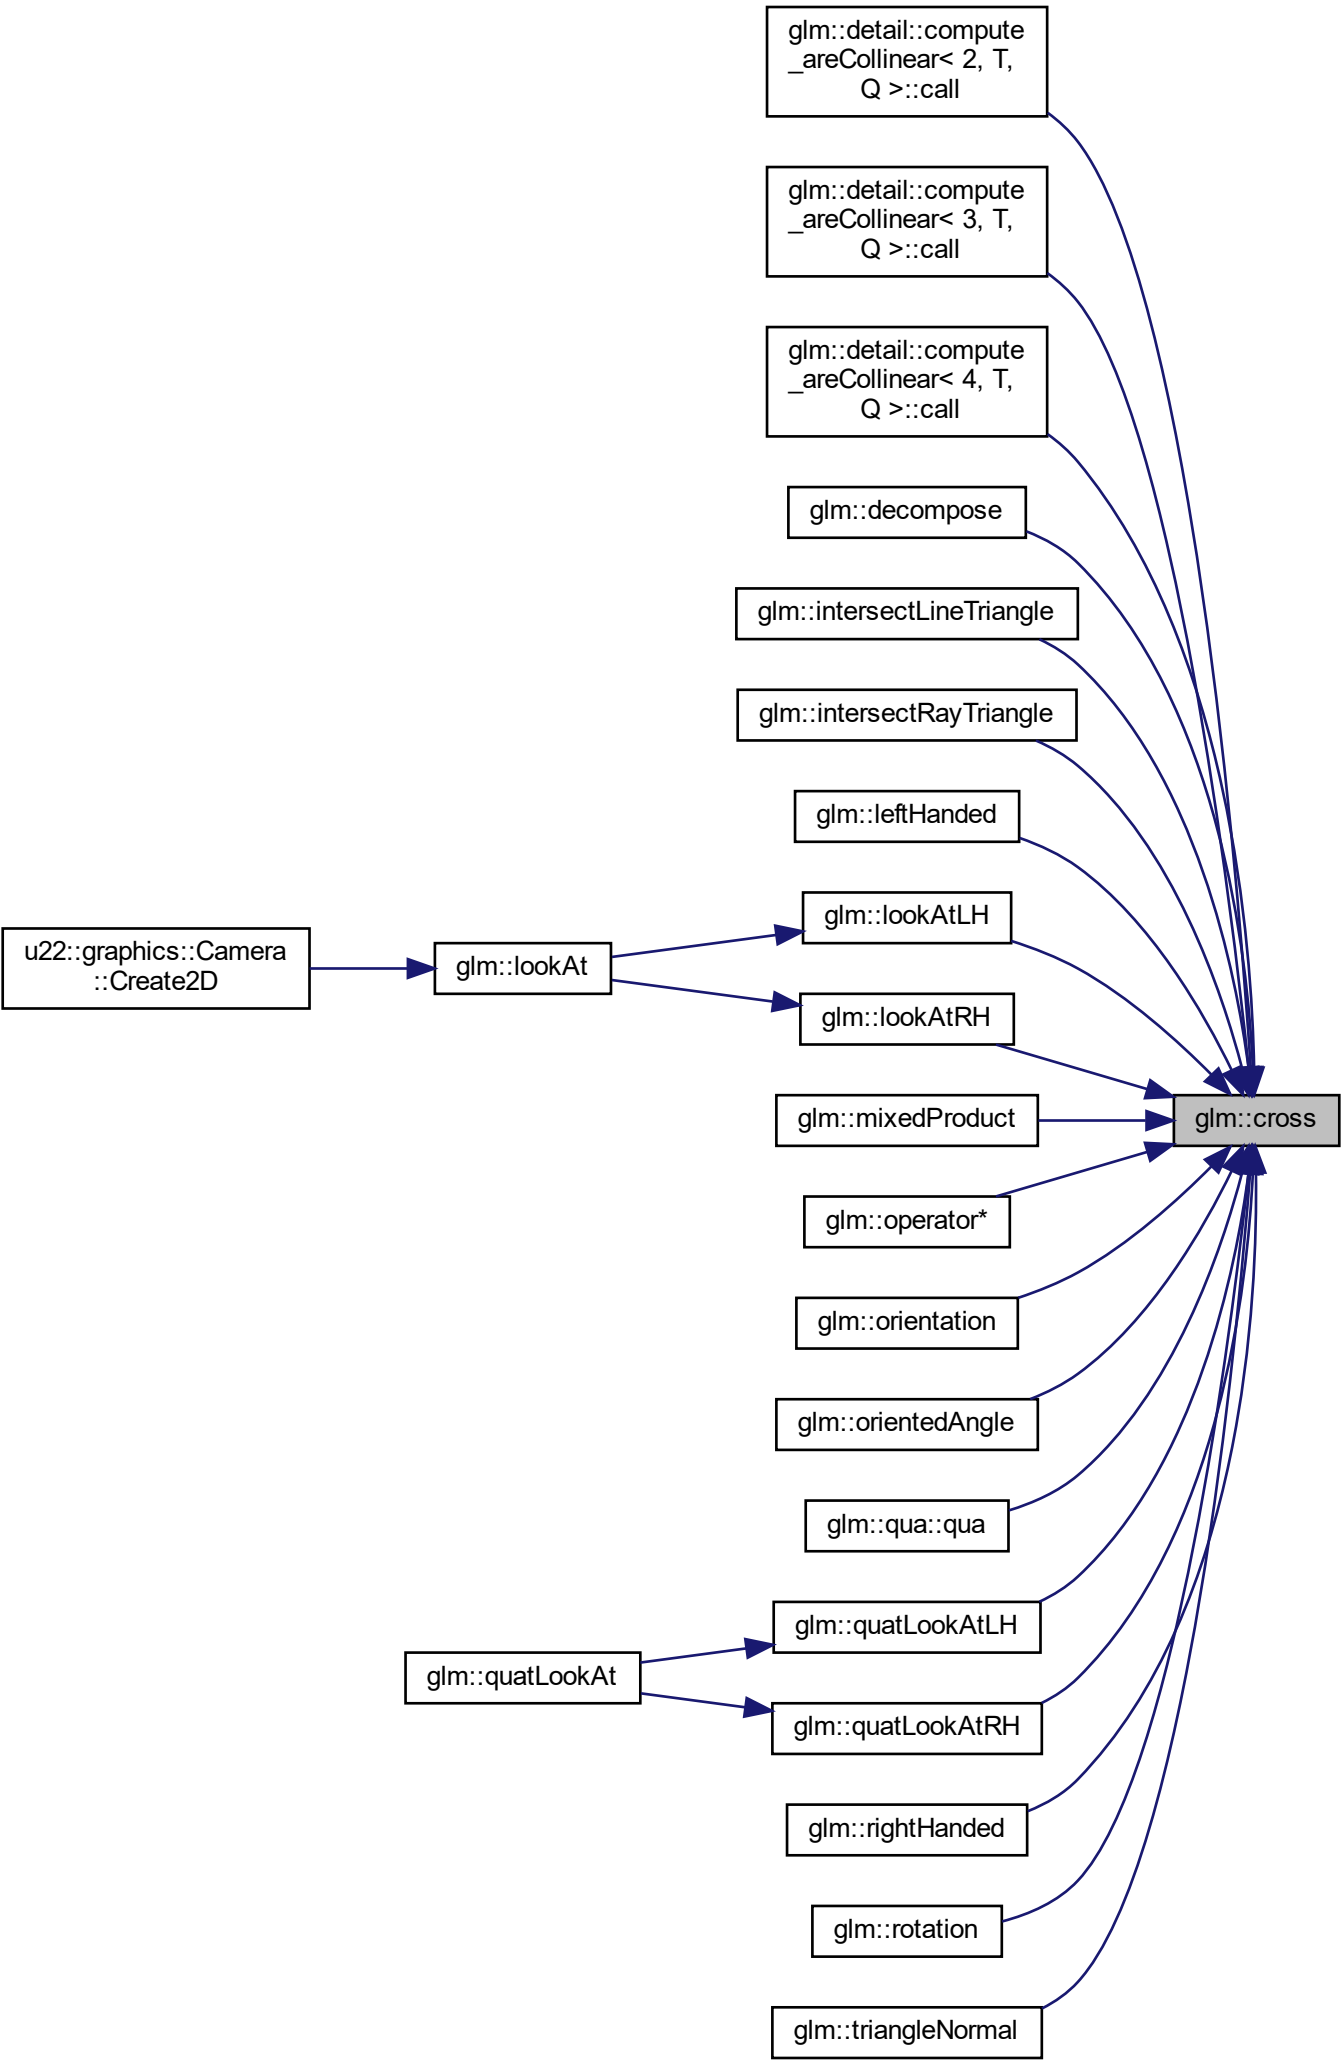 glm::detail::compute
_areCollinear< 2, T,
Q >::call
glm::detail::compute
_areCollinear< 3, T,
Q >::call
glm::detail::compute
_areCollinear< 4, T,
Q >::call
glm::decompose
glm::intersectLineTriangle
glm::intersectRayTriangle
glm::leftHanded
glm::lookAtLH
u22::graphics::Camera
::Create2D
glm::lookAt
glm::lookAtRH
glm::cross
glm::mixedProduct
glm::operator*
glm::orientation
glm::orientedAngle
glm::qua::qua
glm::quatLookAtLH
glm::quatLookAt
glm::quatLookAtRH
glm::rightHanded
glm::rotation
glm::triangleNormal